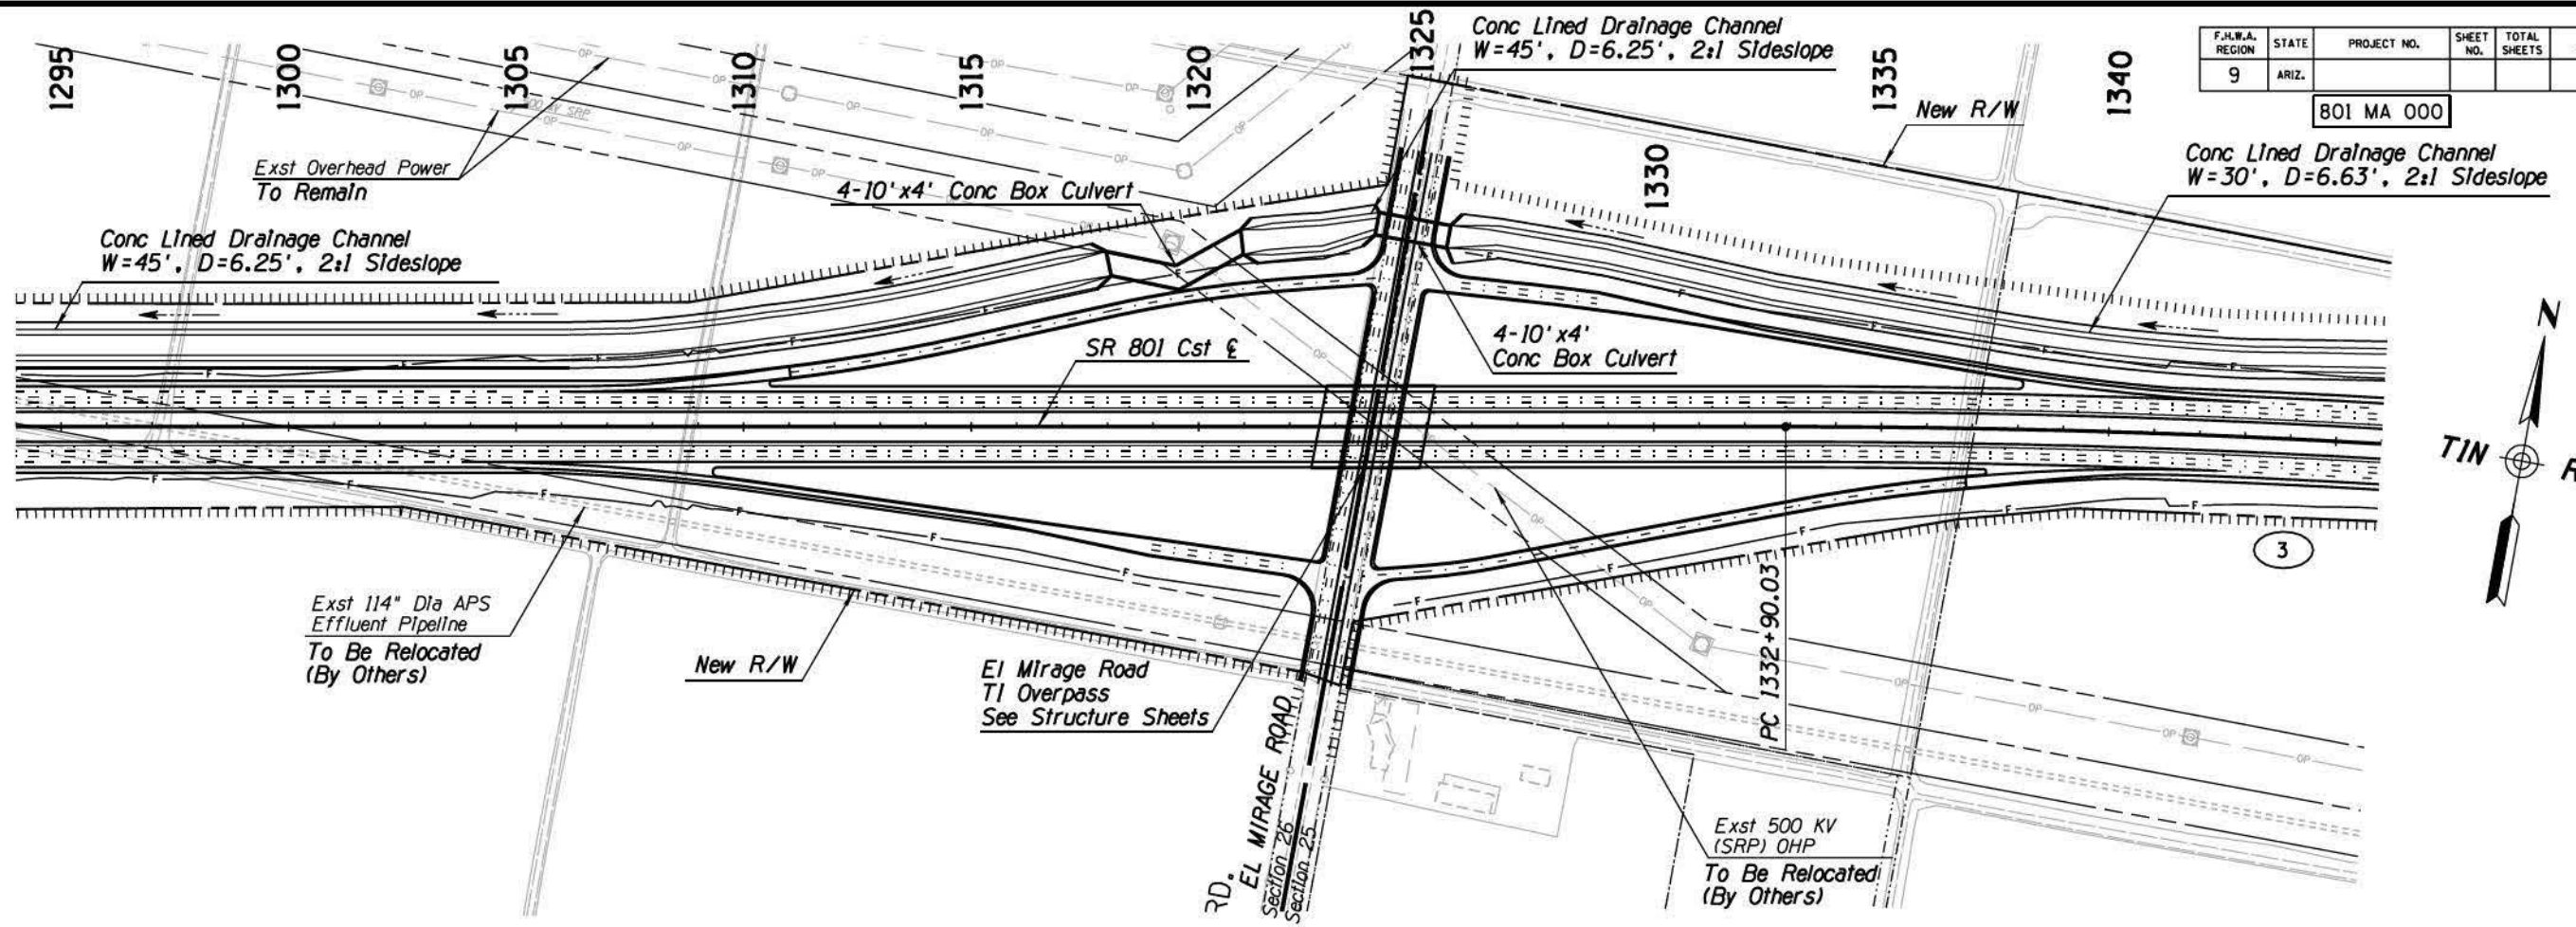 1295
1300
1305
1310
1315
1320
1325
1330
1335
1340
Conc Lined Drainage Channel
W=45', D=6.25', 2:1 Sideslope
F.H.W.A.
REGION
STATE
PROJECT NO.
SHEET
NO.
TOTAL
SHEETS
9
ARIZ.
801 MA 000
New R/W
Conc Lined Drainage Channel
W=30', D=6.63', 2:1 Sideslope
Exst Overhead Power
To Remain
4-10'x4' Conc Box Culvert
Conc Lined Drainage Channel
W=45', D=6.25', 2:1 Sideslope
SR 801 Cst ℄
4-10'x4'
Conc Box Culvert
N
T1N
R
3
Exst 114" Dia APS
Effluent Pipeline
To Be Relocated
(By Others)
New R/W
El Mirage Road
TI Overpass
See Structure Sheets
PC 1332+90.03
RD.
EL MIRAGE ROAD
Section 26
Section 25
Exst 500 KV
(SRP) OHP
To Be Relocated
(By Others)